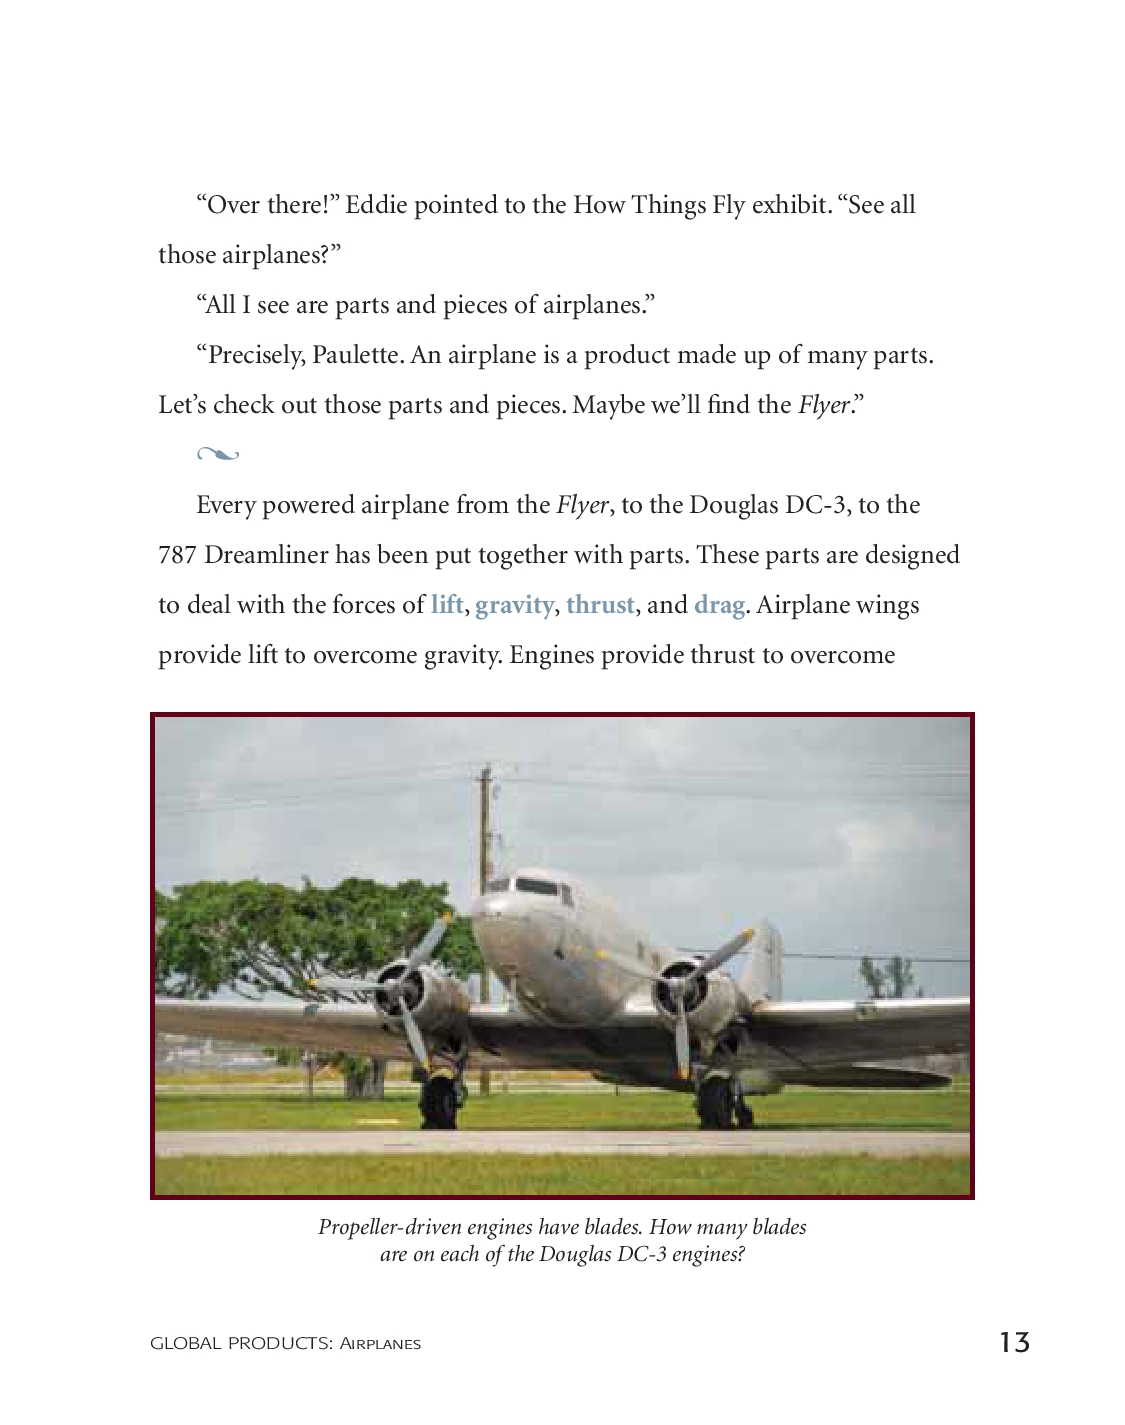 “Over there!” Eddie pointed to the How Things Fly exhibit. “See all
those airplanes?”
“All I see are parts and pieces of airplanes.”
“Precisely, Paulette. An airplane is a product made up of many parts.
Let’s check out those parts and pieces. Maybe we’ll find the Flyer.”
Every powered airplane from the Flyer, to the Douglas DC-3, to the
787 Dreamliner has been put together with parts. These parts are designed
to deal with the forces of lift, gravity, thrust, and drag. Airplane wings
provide lift to overcome gravity. Engines provide thrust to overcome
Propeller-driven engines have blades. How many blades
are on each of the Douglas DC-3 engines?
GLOBAL PRODUCTS: AIRPLANES
13